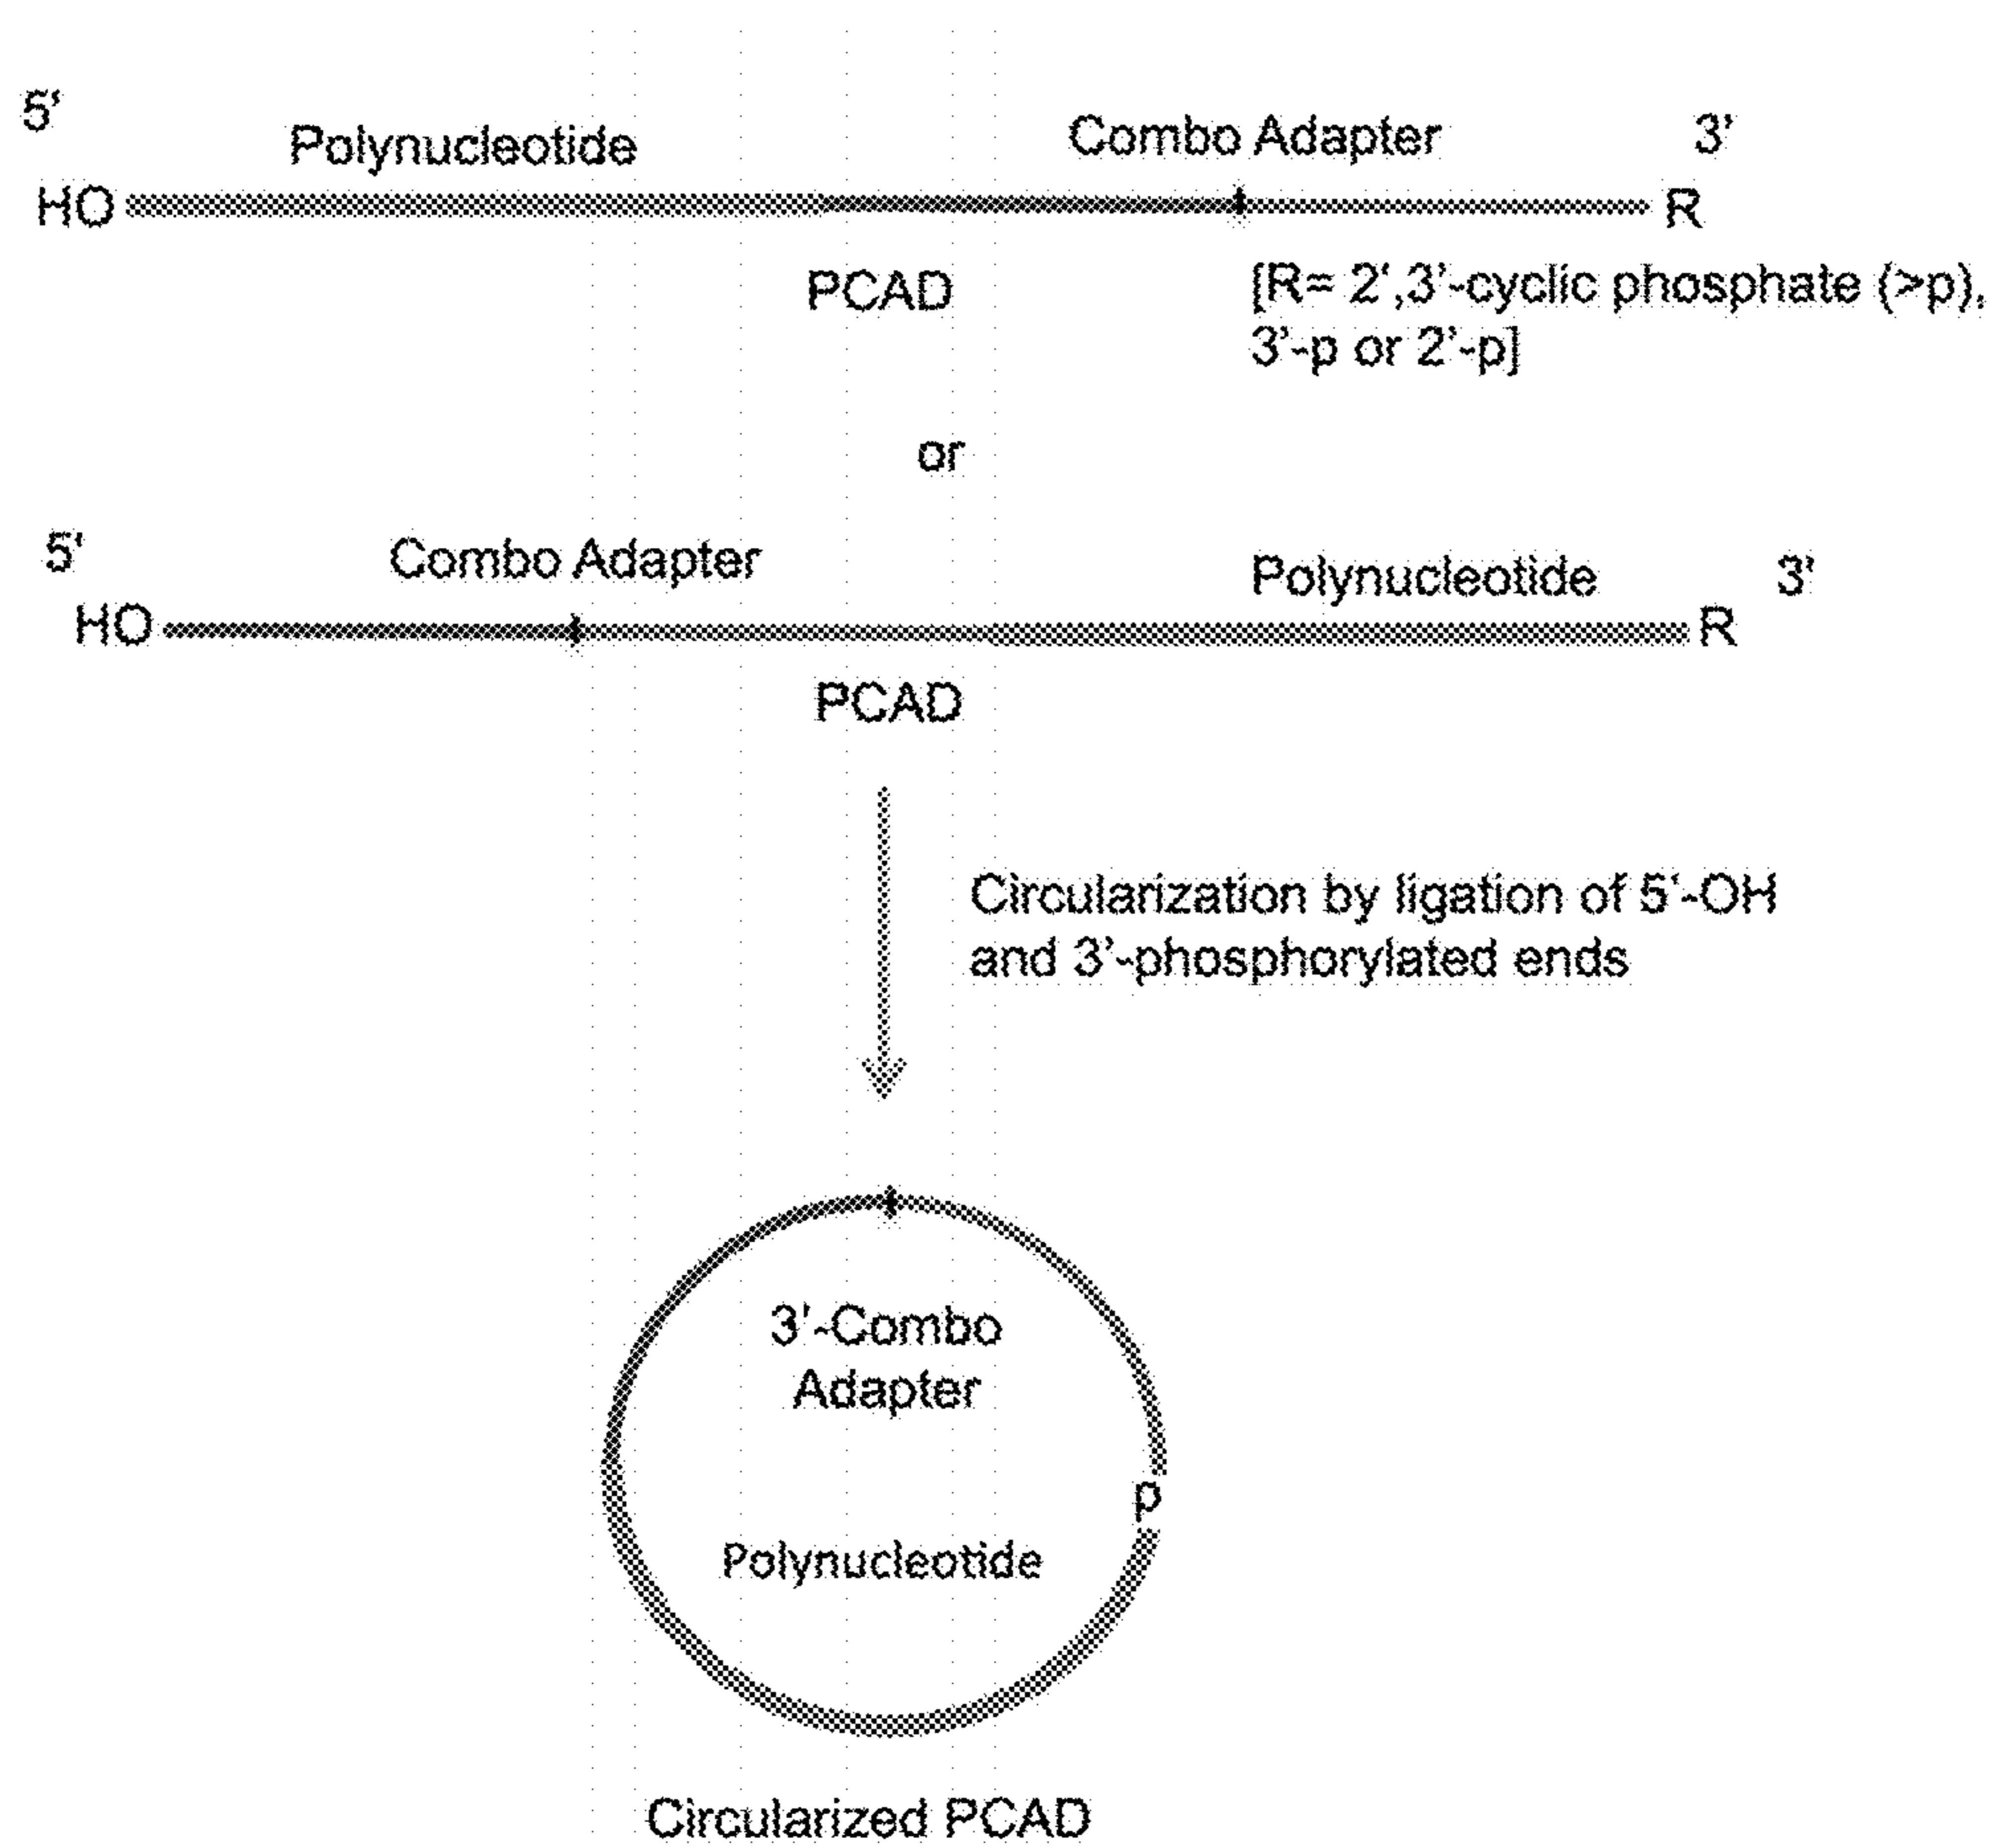 5'
Polynucleotide
Combo Adapter
3'
HO
R
PCAD
[R= 2',3'-cyclic phosphate (>p),
3'-p or 2'-p]
or
5'
Combo Adapter
Polynucleotide
3'
HO
R
PCAD
Circularization by ligation of 5'-OH
and 3'-phosphorylated ends
3'-Combo
Adapter
p
Polynucleotide
Circularized PCAD